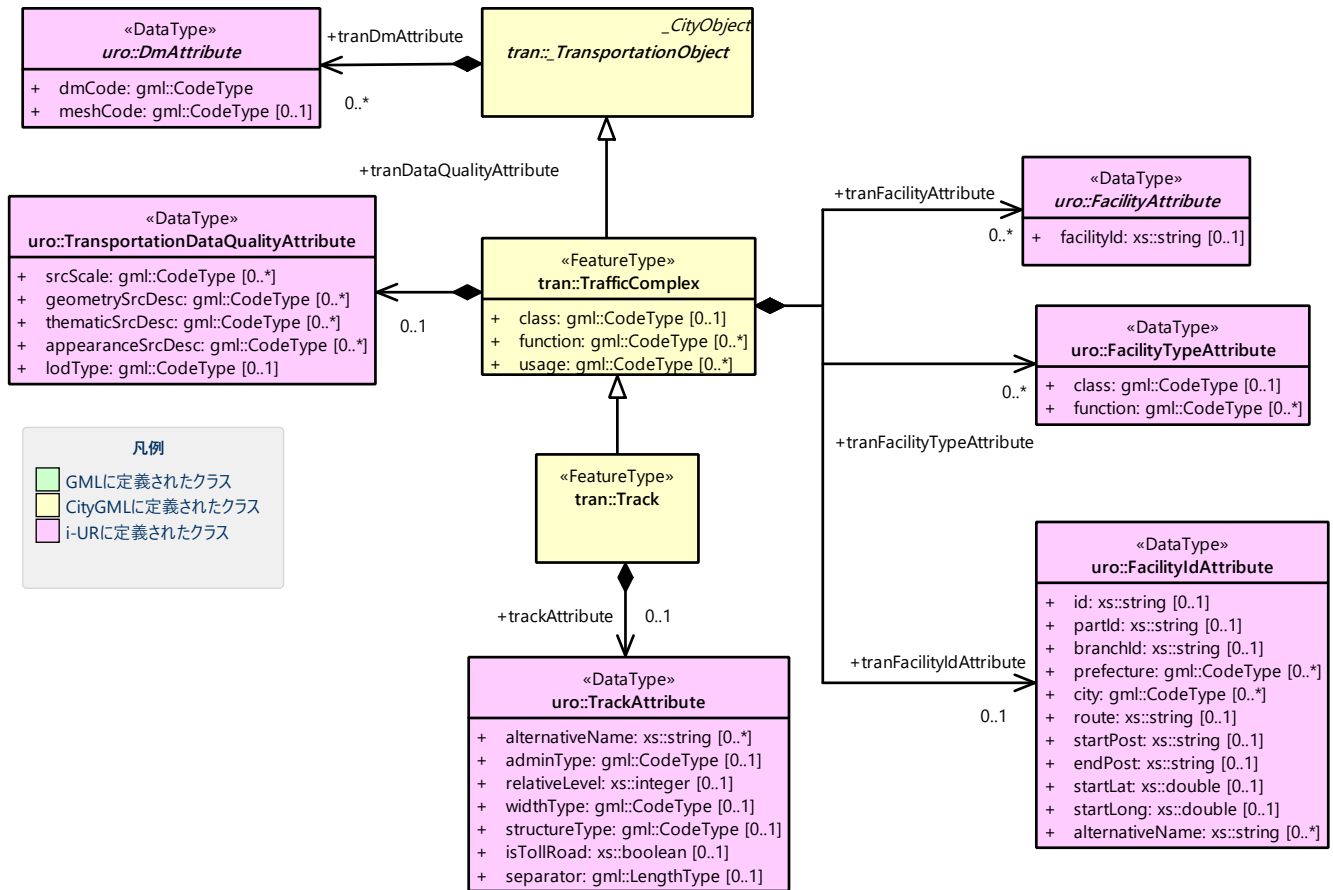 «DataType»
uro::DmAttribute
+ dmCode: gml::CodeType
+ meshCode: gml::CodeType [0..1]
+tranDmAttribute
0..*
_CityObject
tran::_TransportationObject
+tranDataQualityAttribute
«DataType»
uro::TransportationDataQualityAttribute
+ srcScale: gml::CodeType [0..*]
+ geometrySrcDesc: gml::CodeType [0..*]
+ thematicSrcDesc: gml::CodeType [0..*]
+ appearanceSrcDesc: gml::CodeType [0..*]
+ lodType: gml::CodeType [0..1]
0..1
«FeatureType»
tran::TrafficComplex
+ class: gml::CodeType [0..1]
+ function: gml::CodeType [0..*]
+ usage: gml::CodeType [0..*]
+tranFacilityAttribute
0..*
«DataType»
uro::FacilityAttribute
+ facilityId: xs::string [0..1]
«DataType»
uro::FacilityTypeAttribute
+ class: gml::CodeType [0..1]
+ function: gml::CodeType [0..*]
0..*
+tranFacilityTypeAttribute
凡例
GMLに定義されたクラス
CityGMLに定義されたクラス
i-URに定義されたクラス
«FeatureType»
tran::Track
+trackAttribute
0..1
«DataType»
uro::TrackAttribute
+ alternativeName: xs::string [0..*]
+ adminType: gml::CodeType [0..1]
+ relativeLevel: xs::integer [0..1]
+ widthType: gml::CodeType [0..1]
+ structureType: gml::CodeType [0..1]
+ isTollRoad: xs::boolean [0..1]
+ separator: gml::LengthType [0..1]
+tranFacilityIdAttribute
0..1
«DataType»
uro::FacilityIdAttribute
+ id: xs::string [0..1]
+ partId: xs::string [0..1]
+ branchId: xs::string [0..1]
+ prefecture: gml::CodeType [0..*]
+ city: gml::CodeType [0..*]
+ route: xs::string [0..1]
+ startPost: xs::string [0..1]
+ endPost: xs::string [0..1]
+ startLat: xs::double [0..1]
+ startLong: xs::double [0..1]
+ alternativeName: xs::string [0..*]